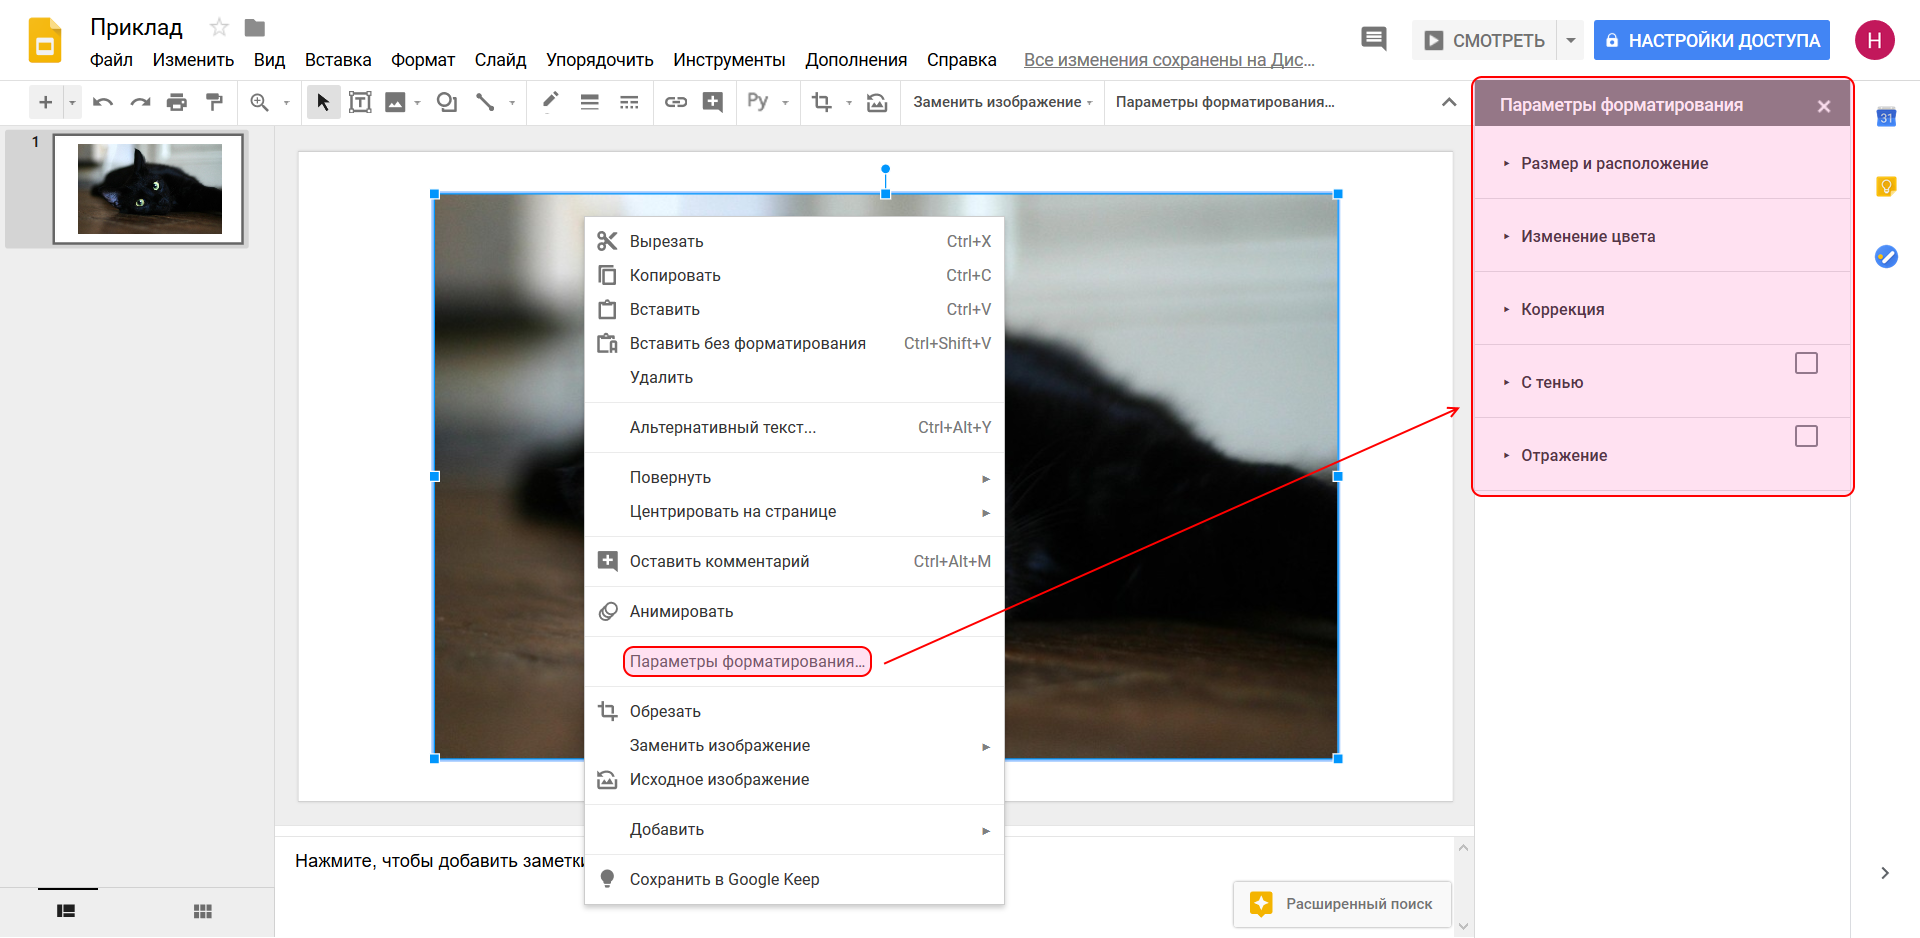 Приклад
Файл Изменить Вид Вставка Формат Слайд Упорядочить Инструменты Дополнения Справка Все изменения сохранены на Дис...
СМОТРЕТЬ
НАСТРОЙКИ ДОСТУПА
Н
Ру
Заменить изображение
Параметры форматирования...
1
Вырезать Ctrl+X
Копировать Ctrl+C
Вставить Ctrl+V
Вставить без форматирования Ctrl+Shift+V
Удалить
Альтернативный текст... Ctrl+Alt+Y
Повернуть
Центрировать на странице
Оставить комментарий Ctrl+Alt+M
Анимировать
Параметры форматирования...
Обрезать
Заменить изображение
Исходное изображение
Добавить
Сохранить в Google Keep
Нажмите, чтобы добавить заметки
Расширенный поиск
Параметры форматирования
Размер и расположение
Изменение цвета
Коррекция
С тенью
Отражение
31